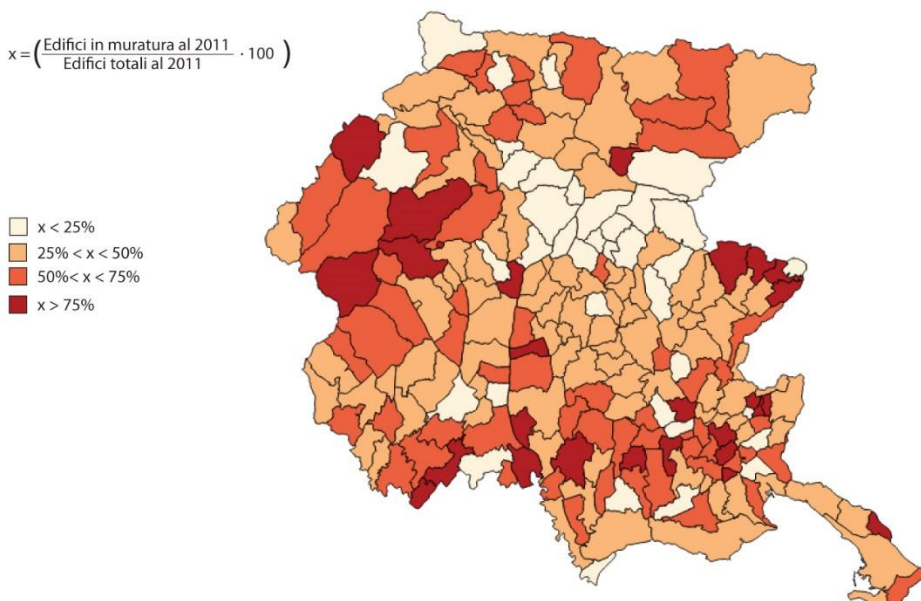 x = ( Edifici in muratura al 2011 / Edifici totali al 2011 · 100 )
x < 25%
25% < x < 50%
50%< x < 75%
x > 75%